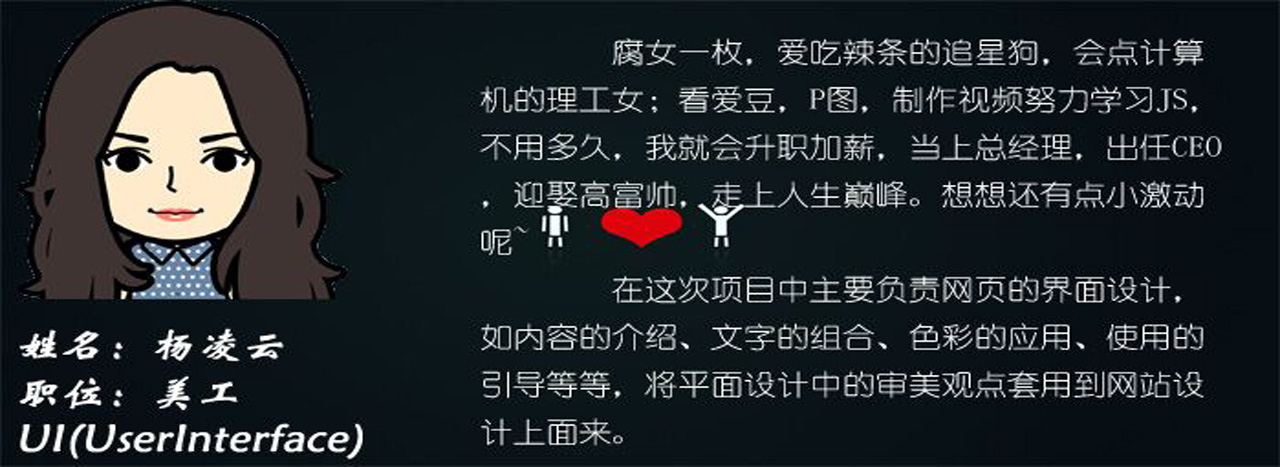 腐女一枚，爱吃辣条的追星狗，会点计算
机的理工女；看爱豆，P图，制作视频努力学习JS，
不用多久，我就会升职加薪，当上总经理，出任CEO
，迎娶高富帅，走上人生巅峰。想想还有点小激动
呢~
在这次项目中主要负责网页的界面设计，
如内容的介绍、文字的组合、色彩的应用、使用的
引导等等，将平面设计中的审美观点套用到网站设
计上面来。
姓名：杨凌云
职位：美工
UI(UserInterface)